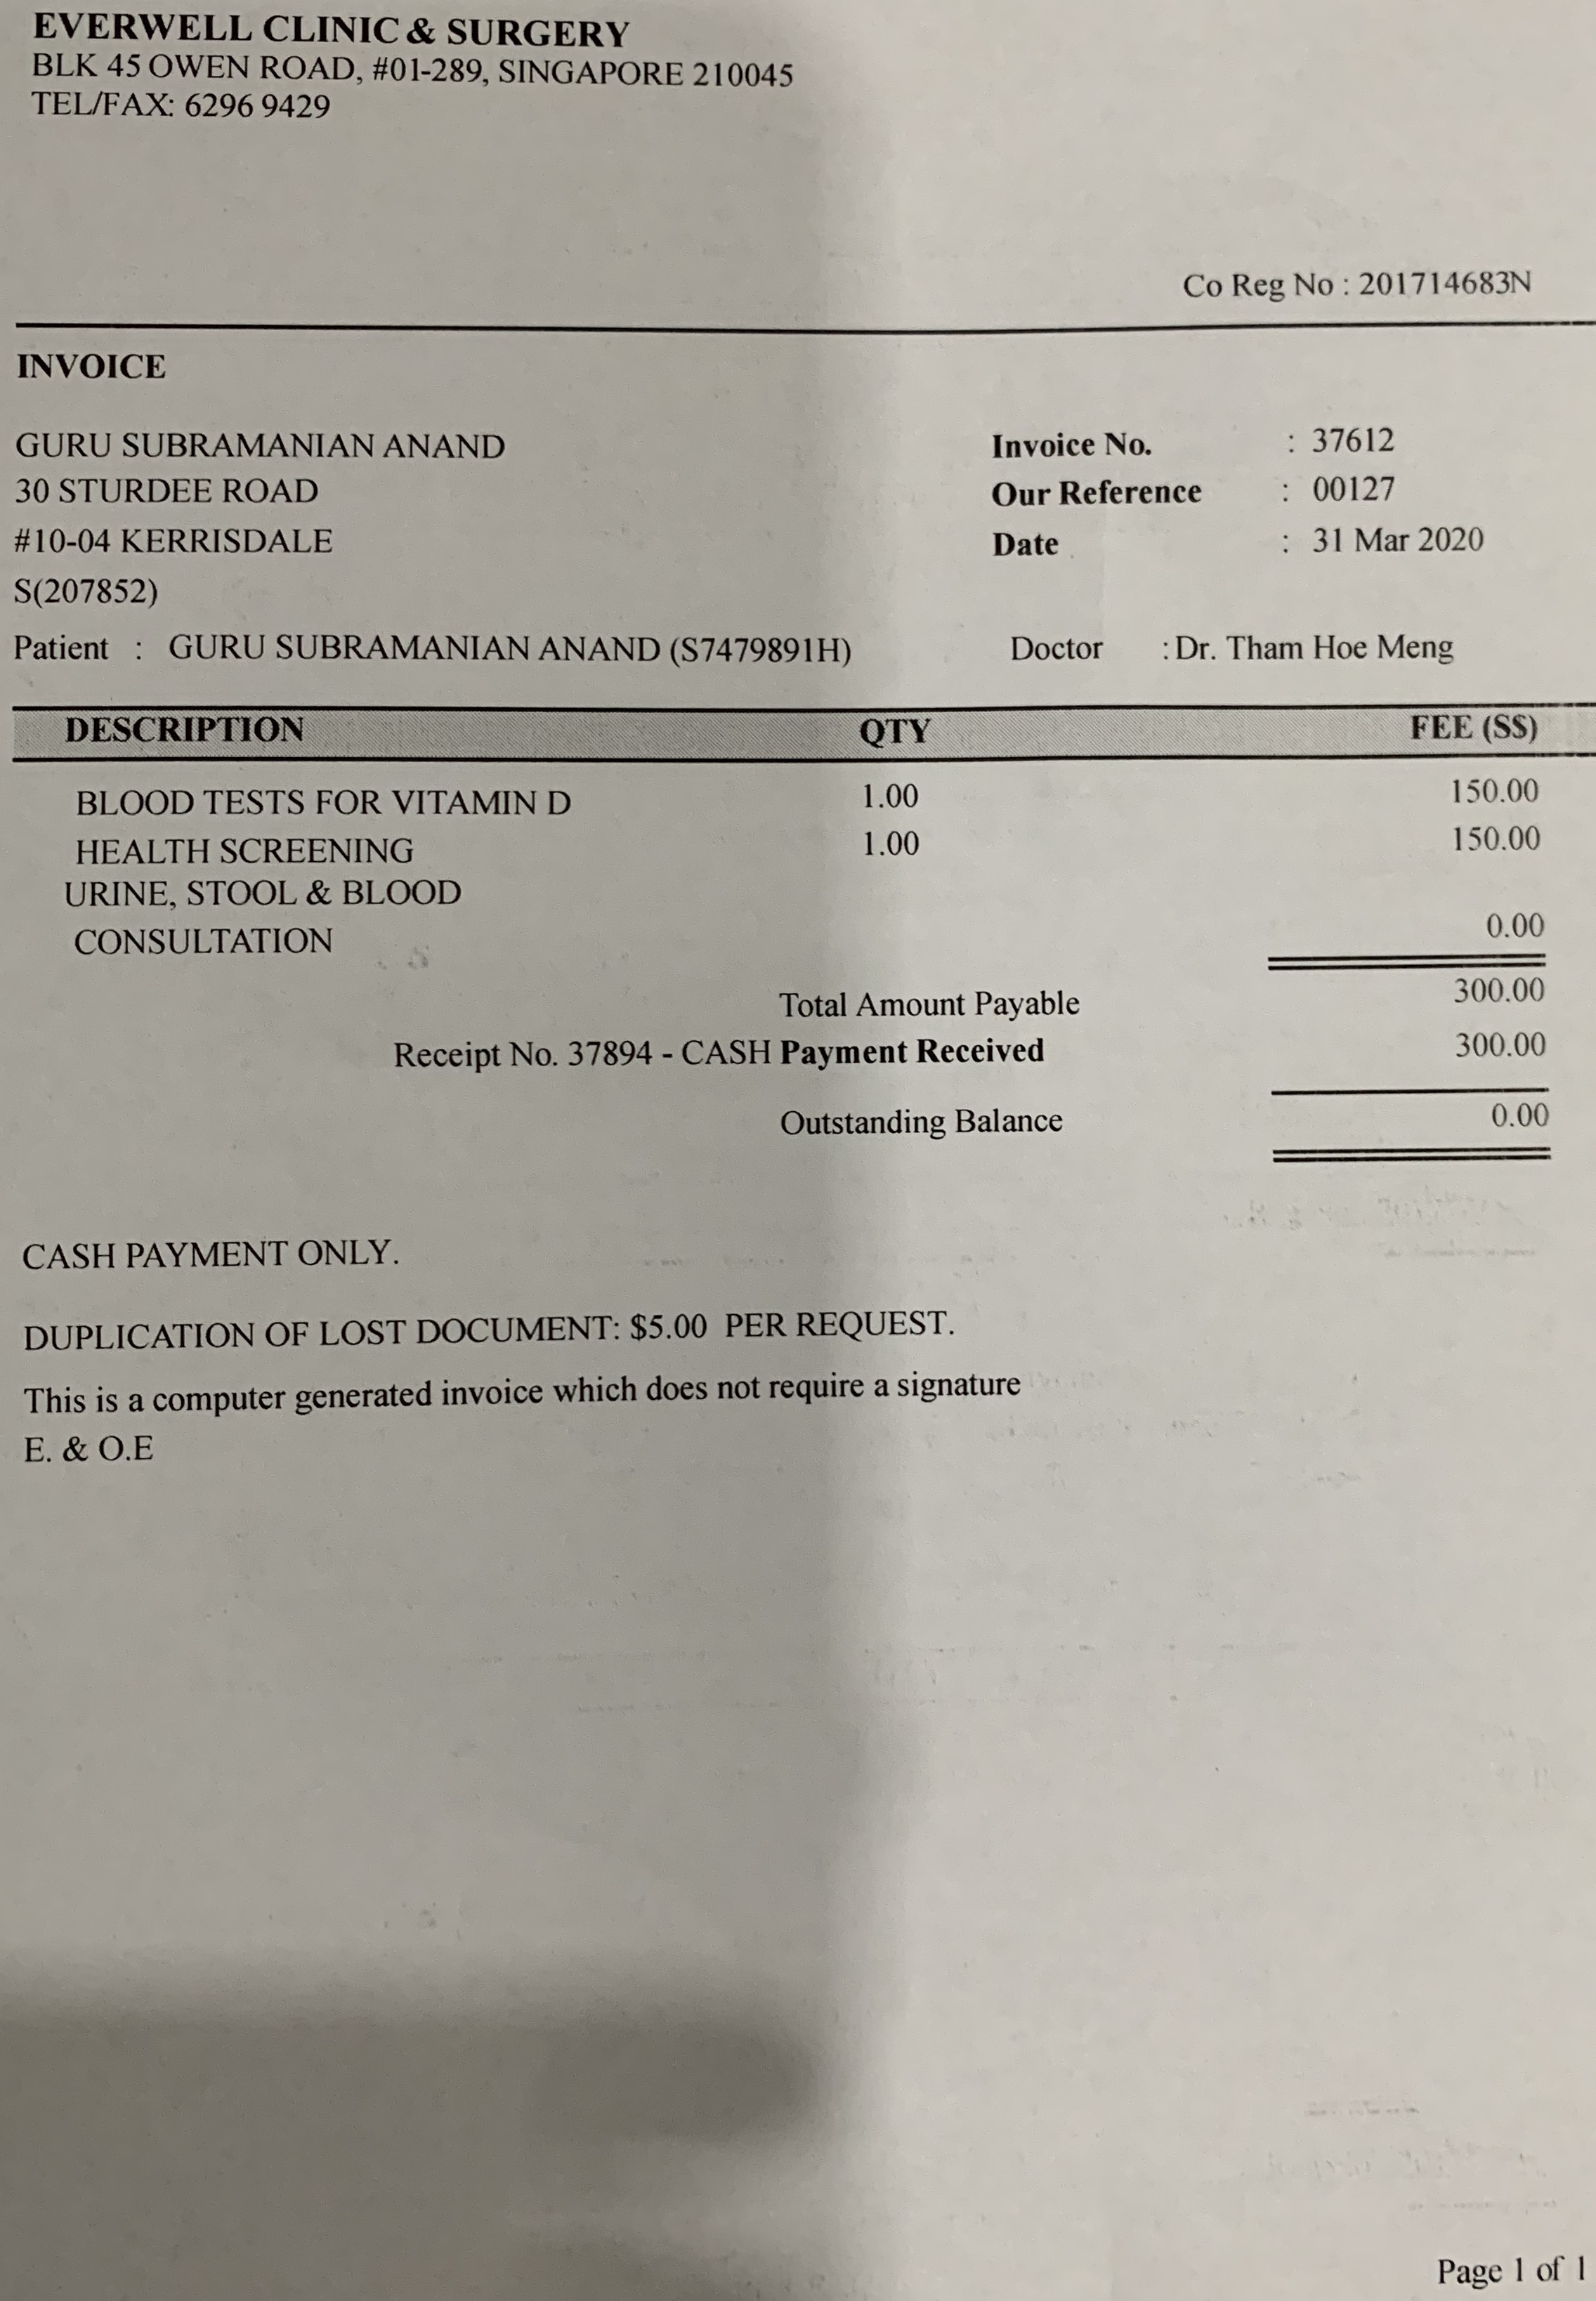 EVERWELL CLINIC & SURGERY
BLK 45 OWEN ROAD, #01-289, SINGAPORE 210045
TEL/FAX: 6296 9429
Co Reg No : 201714683N
INVOICE
GURU SUBRAMANIAN ANAND
30 STURDEE ROAD
#10-04 KERRISDALE
S(207852)
Invoice No. : 37612
Our Reference : 00127
Date : 31 Mar 2020
Patient : GURU SUBRAMANIAN ANAND (S7479891H) Doctor : Dr. Tham Hoe Meng
DESCRIPTION QTY FEE (S$)
BLOOD TESTS FOR VITAMIN D 1.00 150.00
HEALTH SCREENING 1.00 150.00
URINE, STOOL & BLOOD
CONSULTATION 0.00
Total Amount Payable 300.00
Receipt No. 37894 - CASH Payment Received 300.00
Outstanding Balance 0.00
CASH PAYMENT ONLY.
DUPLICATION OF LOST DOCUMENT: $5.00 PER REQUEST.
This is a computer generated invoice which does not require a signature
E. & O.E
Page 1 of 1